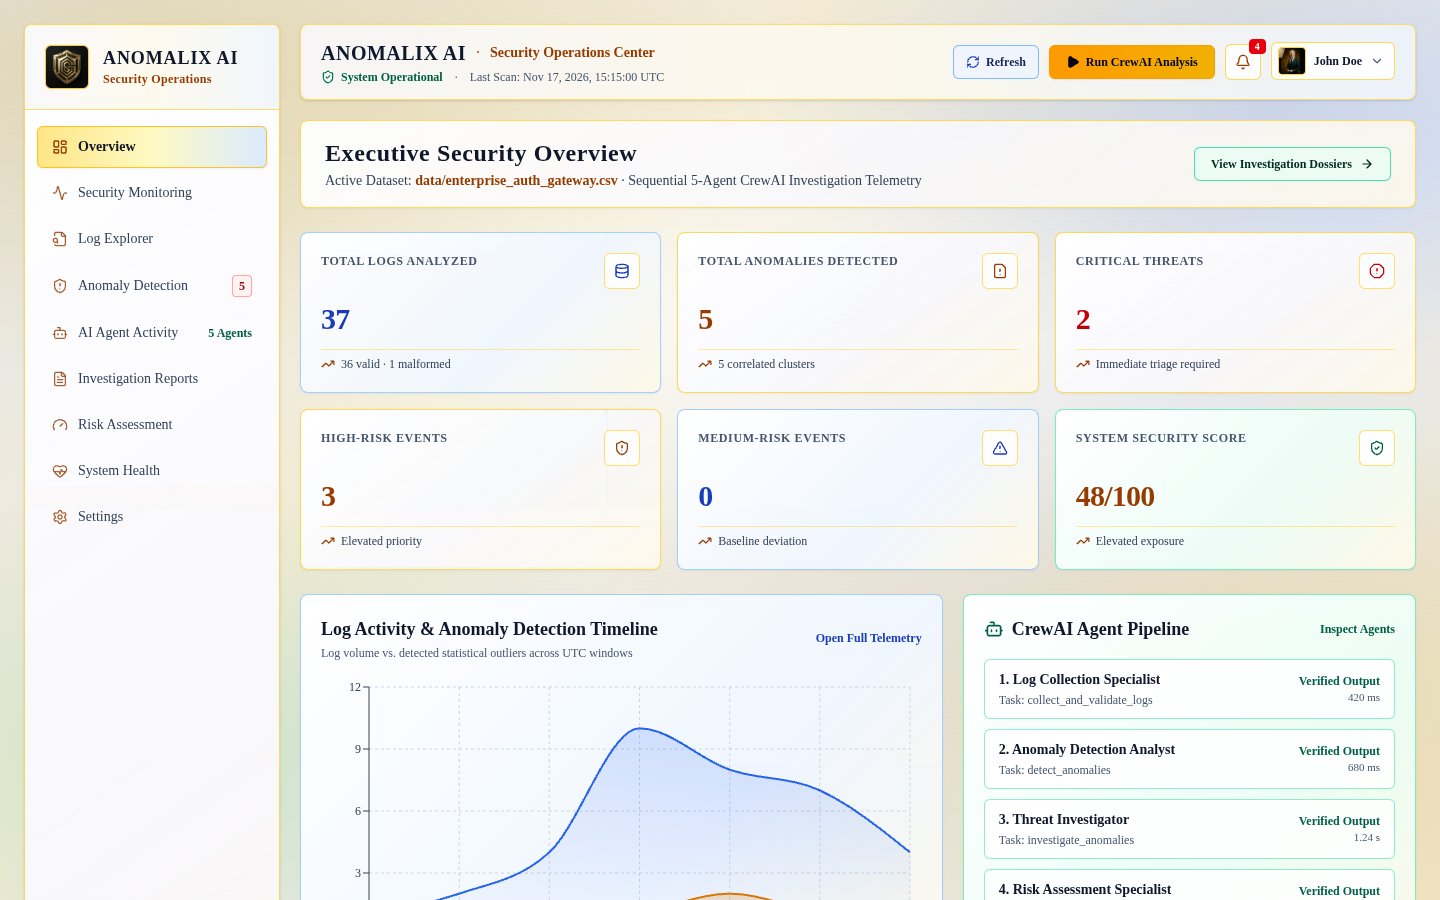 ANOMALIX AI
Security Operations
Overview
Security Monitoring
Log Explorer
Anomaly Detection 5
AI Agent Activity 5 Agents
Investigation Reports
Risk Assessment
System Health
Settings
ANOMALIX AI · Security Operations Center
System Operational · Last Scan: Nov 17, 2026, 15:15:00 UTC
Refresh
Run CrewAI Analysis
4
John Doe
Executive Security Overview
Active Dataset: data/enterprise_auth_gateway.csv · Sequential 5-Agent CrewAI Investigation Telemetry
View Investigation Dossiers
TOTAL LOGS ANALYZED
37
36 valid · 1 malformed
TOTAL ANOMALIES DETECTED
5
5 correlated clusters
CRITICAL THREATS
2
Immediate triage required
HIGH-RISK EVENTS
3
Elevated priority
MEDIUM-RISK EVENTS
0
Baseline deviation
SYSTEM SECURITY SCORE
48/100
Elevated exposure
Log Activity & Anomaly Detection Timeline
Log volume vs. detected statistical outliers across UTC windows
Open Full Telemetry
12
9
6
3
CrewAI Agent Pipeline
Inspect Agents
1. Log Collection Specialist
Task: collect_and_validate_logs
Verified Output
420 ms
2. Anomaly Detection Analyst
Task: detect_anomalies
Verified Output
680 ms
3. Threat Investigator
Task: investigate_anomalies
Verified Output
1.24 s
4. Risk Assessment Specialist
Verified Output